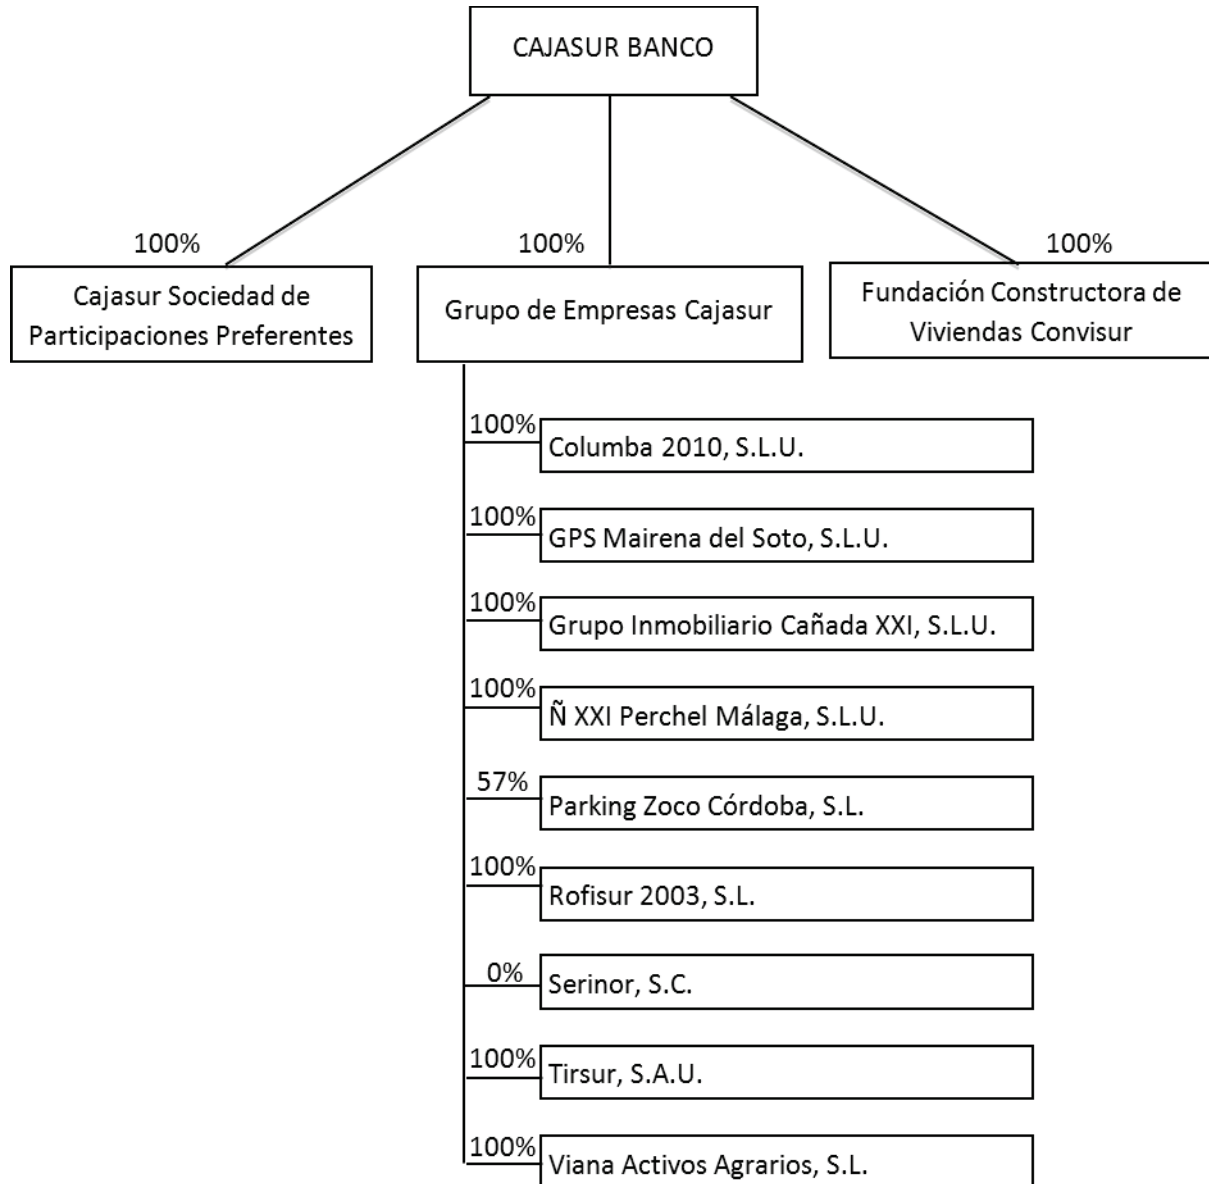 CAJASUR BANCO
100%
100%
100%
Cajasur Sociedad de
Participaciones Preferentes
Grupo de Empresas Cajasur
Fundación Constructora de
Viviendas Convisur
100%
Columba 2010, S.L.U.
100%
GPS Mairena del Soto, S.L.U.
100%
Grupo Inmobiliario Cañada XXI, S.L.U.
100%
Ñ XXI Perchel Málaga, S.L.U.
57%
Parking Zoco Córdoba, S.L.
100%
Rofisur 2003, S.L.
0%
Serinor, S.C.
100%
Tirsur, S.A.U.
100%
Viana Activos Agrarios, S.L.